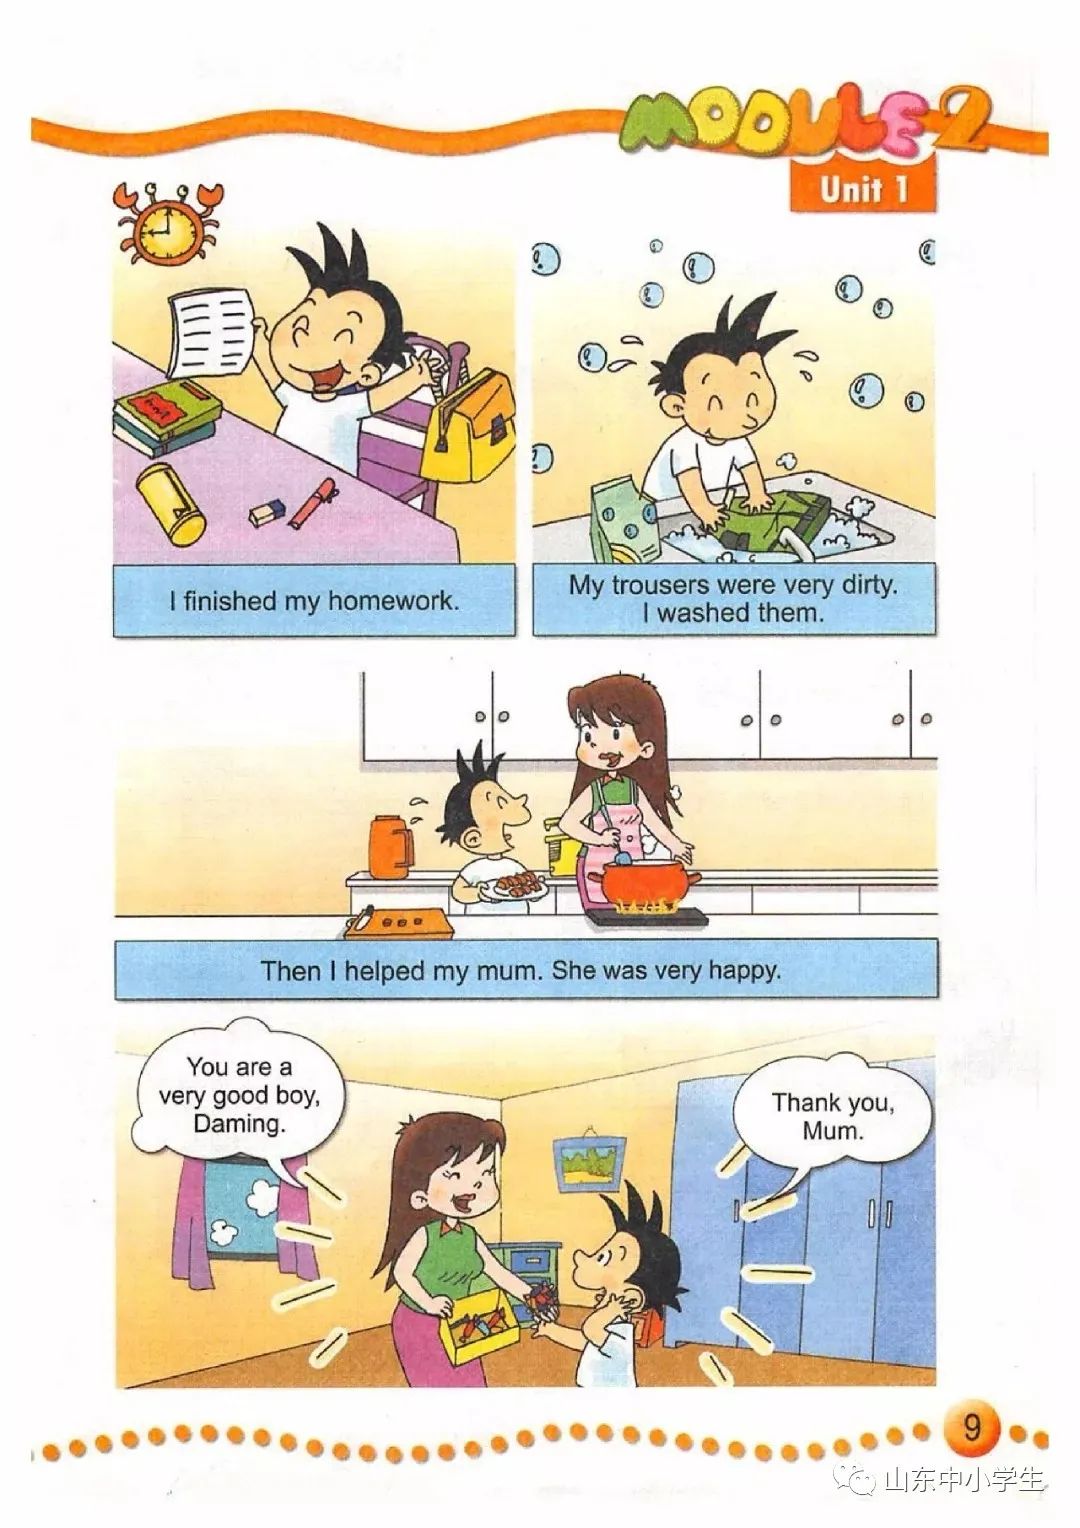 MODULE 2
Unit 1
I finished my homework.
My trousers were very dirty.
I washed them.
Then I helped my mum. She was very happy.
You are a
very good boy,
Daming.
Thank you,
Mum.
9
山东中小学生